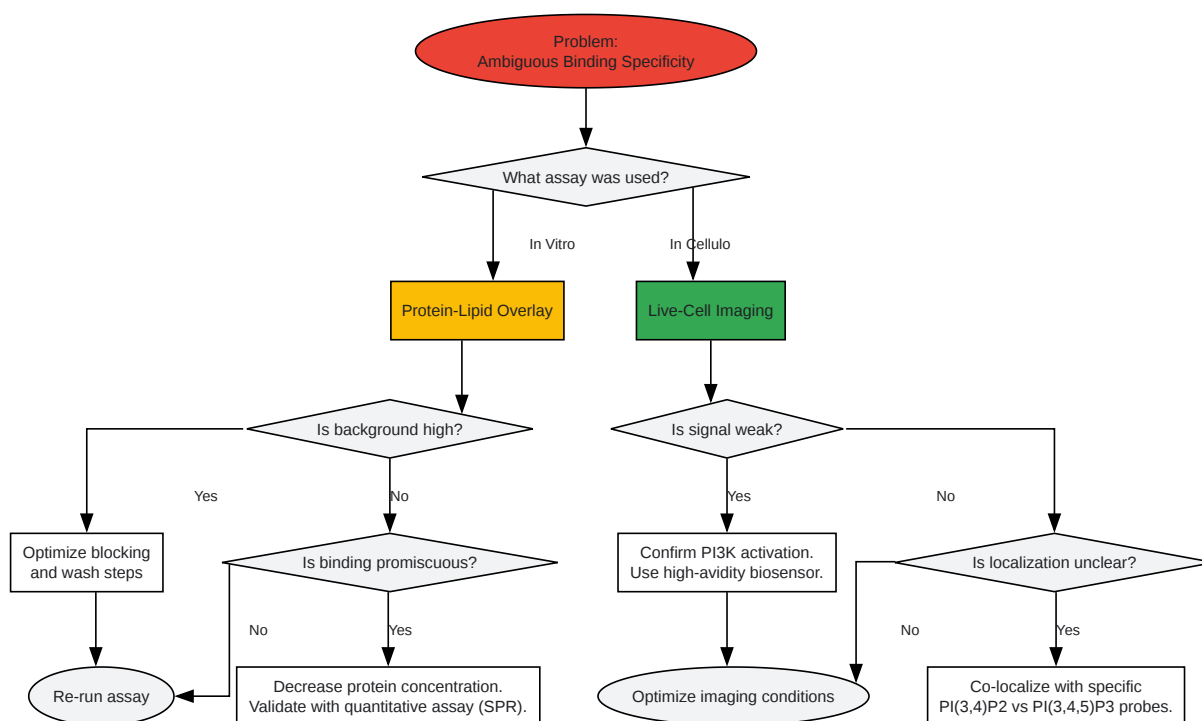 Problem:
Ambiguous Binding Specificity
What assay was used?
In Vitro
In Cellulo
Protein-Lipid Overlay
Live-Cell Imaging
Is background high?
Is signal weak?
Yes
No
Yes
No
Optimize blocking
and wash steps
Is binding promiscuous?
Confirm PI3K activation.
Use high-avidity biosensor.
Is localization unclear?
No
Yes
No
Yes
Re-run assay
Decrease protein concentration.
Validate with quantitative assay (SPR).
Optimize imaging conditions
Co-localize with specific
PI(3,4)P2 vs PI(3,4,5)P3 probes.